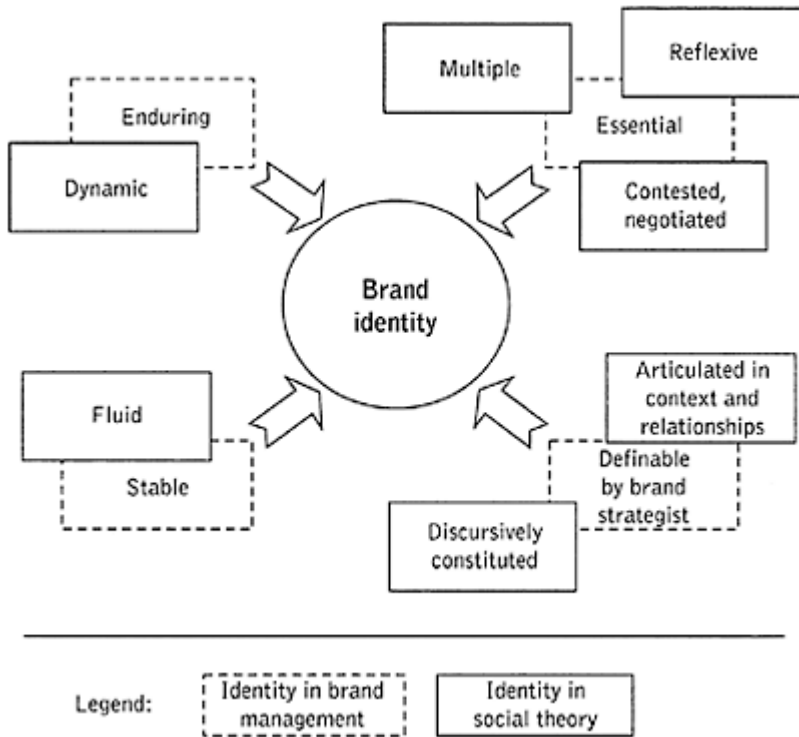 Enduring
Dynamic
Multiple
Reflexive
Essential
Contested,
negotiated
Brand
identity
Fluid
Stable
Articulated in
context and
relationships
Definable
by brand
strategist
Discursively
constituted
Legend:
Identity in brand
management
Identity in
social theory